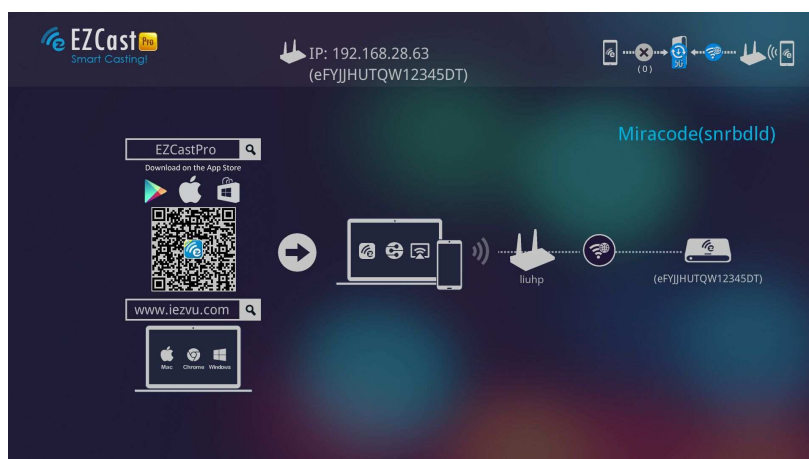 EZCast Pro
Smart Casting!
IP: 192.168.28.63
(eFYJJHUTQW12345DT)
(0)
5G
Miracode(snrbdld)
EZCastPro
Download on the App Store
www.iezvu.com
Mac Chrome Windows
liuhp
(eFYJJHUTQW12345DT)